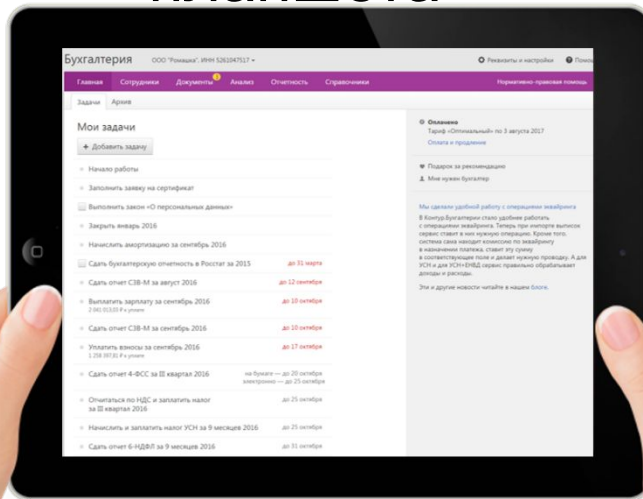 планшета
Бухгалтерия ООО "Ромашка", ИНН 5261047517
Реквизиты и настройки
Главная Сотрудники Документы Анализ Отчетность Справочники Нормативно-правовая помощь
Задачи Архив
Мои задачи
+ Добавить задачу
Начало работы
Заполнить заявку на сертификат
Выполнить закон «О персональных данных»
Закрыть январь 2016
Начислить амортизацию за сентябрь 2016
Сдать бухгалтерскую отчетность в Росстат за 2015 до 31 марта
Сдать отчет СЗВ-М за август 2016 до 12 сентября
Выплатить зарплату за сентябрь 2016 до 10 октября
Сдать отчет СЗВ-М за сентябрь 2016 до 10 октября
Уплатить взносы за сентябрь 2016 до 17 октября
Сдать отчет 4-ФСС за III квартал 2016 на бумаге — до 20 октября
электронно — до 25 октября
Отчитаться по НДС и заплатить налог до 25 октября
за III квартал 2016
Начислить и заплатить налог УСН за 9 месяцев 2016 до 25 октября
Сдать отчет 6-НДФЛ за 9 месяцев 2016 до 31 октября
Оплачено
Тариф «Оптимальный» по 3 августа 2017
Оплата и продление
Подарок за рекомендацию
Мне нужен бухгалтер
Мы сделали удобной работу с операциями эквайринга
В Контур.Бухгалтерии стало удобнее работать
с операциями эквайринга. Теперь при импорте выписок
сервис ставит в них нужную операцию. Кроме того,
система сама находит комиссию по эквайрингу
в назначении платежа, ставит эту сумму
в соответствующее поле и делает нужную проводку. А для
УСН и для УСН+ЕНВД сервис правильно обрабатывает
доходы и расходы.
Эти и другие новости читайте в нашем блоге.